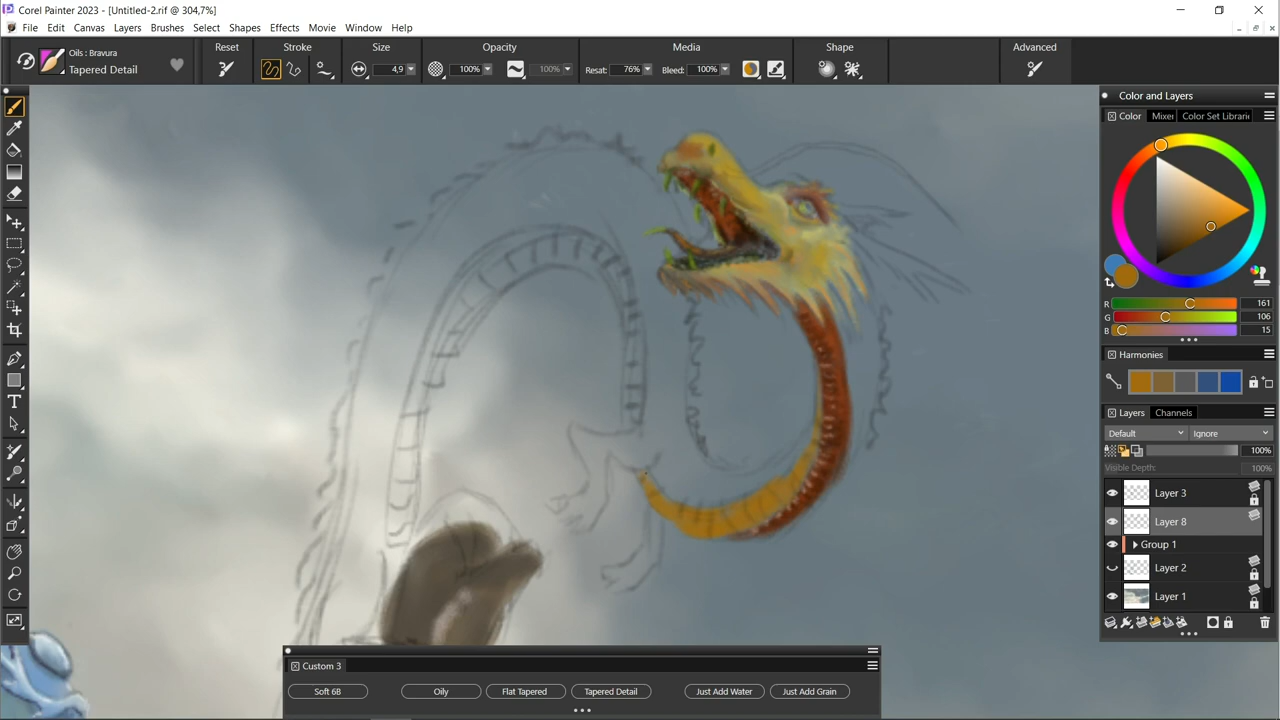 Corel Painter 2023 - [Untitled-2.rif @ 304,7%]
File Edit Canvas Layers Brushes Select Shapes Effects Movie Window Help
Oils : Bravura
Tapered Detail
Reset
Stroke
Size
4,9
Opacity
100%
100%
Media
Resat: 76%
Bleed: 100%
Shape
Advanced
Color and Layers
Color Mixer Color Set Librari
R 161
G 106
B 15
Harmonies
Layers Channels
Default Ignore
100%
Visible Depth: 100%
Layer 3
Layer 8
Group 1
Layer 2
Layer 1
Custom 3
Soft 6B Oily Flat Tapered Tapered Detail Just Add Water Just Add Grain